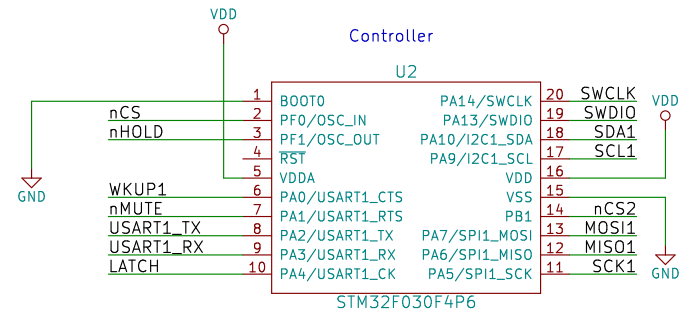 VDD
Controller
U2
1 BOOT0 PA14/SWCLK 20 SWCLK
nCS 2 PF0/OSC_IN PA13/SWDIO 19 SWDIO VDD
nHOLD 3 PF1/OSC_OUT PA10/I2C1_SDA 18 SDA1
4 RST PA9/I2C1_SCL 17 SCL1
5 VDDA VDD 16
GND WKUP1 6 PA0/USART1_CTS VSS 15
nMUTE 7 PA1/USART1_RTS PB1 14 nCS2
USART1_TX 8 PA2/USART1_TX PA7/SPI1_MOSI 13 MOSI1
USART1_RX 9 PA3/USART1_RX PA6/SPI1_MISO 12 MISO1
LATCH 10 PA4/USART1_CK PA5/SPI1_SCK 11 SCK1 GND
STM32F030F4P6